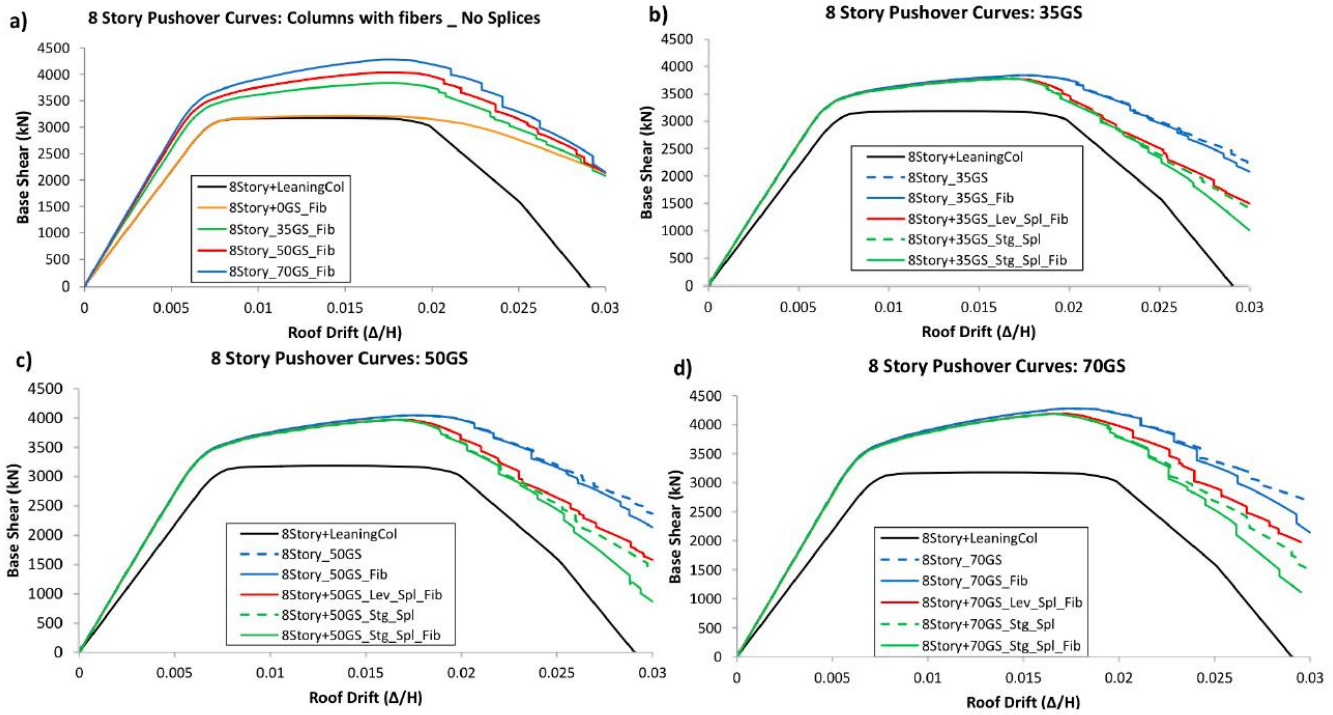 a)
8 Story Pushover Curves: Columns with fibers _ No Splices
4500
4000
3500
3000
2500
2000
1500
1000
500
0
Base Shear (kN)
8Story+LeaningCol
8Story+0GS_Fib
8Story_35GS_Fib
8Story_50GS_Fib
8Story_70GS_Fib
0 0.005 0.01 0.015 0.02 0.025 0.03
Roof Drift (Δ/H)
b)
8 Story Pushover Curves: 35GS
4500
4000
3500
3000
2500
2000
1500
1000
500
0
Base Shear (kN)
8Story+LeaningCol
8Story_35GS
8Story_35GS_Fib
8Story+35GS_Lev_Spl_Fib
8Story+35GS_Stg_Spl
8Story+35GS_Stg_Spl_Fib
0 0.005 0.01 0.015 0.02 0.025 0.03
Roof Drift (Δ/H)
c)
8 Story Pushover Curves: 50GS
4500
4000
3500
3000
2500
2000
1500
1000
500
0
Base Shear (kN)
8Story+LeaningCol
8Story_50GS
8Story_50GS_Fib
8Story+50GS_Lev_Spl_Fib
8Story+50GS_Stg_Spl
8Story+50GS_Stg_Spl_Fib
0 0.005 0.01 0.015 0.02 0.025 0.03
Roof Drift (Δ/H)
d)
8 Story Pushover Curves: 70GS
4500
4000
3500
3000
2500
2000
1500
1000
500
0
Base Shear (kN)
8Story+LeaningCol
8Story_70GS
8Story_70GS_Fib
8Story+70GS_Lev_Spl_Fib
8Story+70GS_Stg_Spl
8Story+70GS_Stg_Spl_Fib
0 0.005 0.01 0.015 0.02 0.025 0.03
Roof Drift (Δ/H)